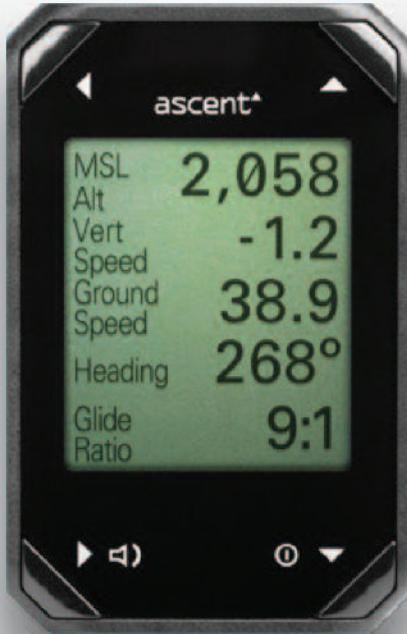 ascent
MSL Alt 2,058
Vert Speed -1.2
Ground Speed 38.9
Heading 268°
Glide Ratio 9:1